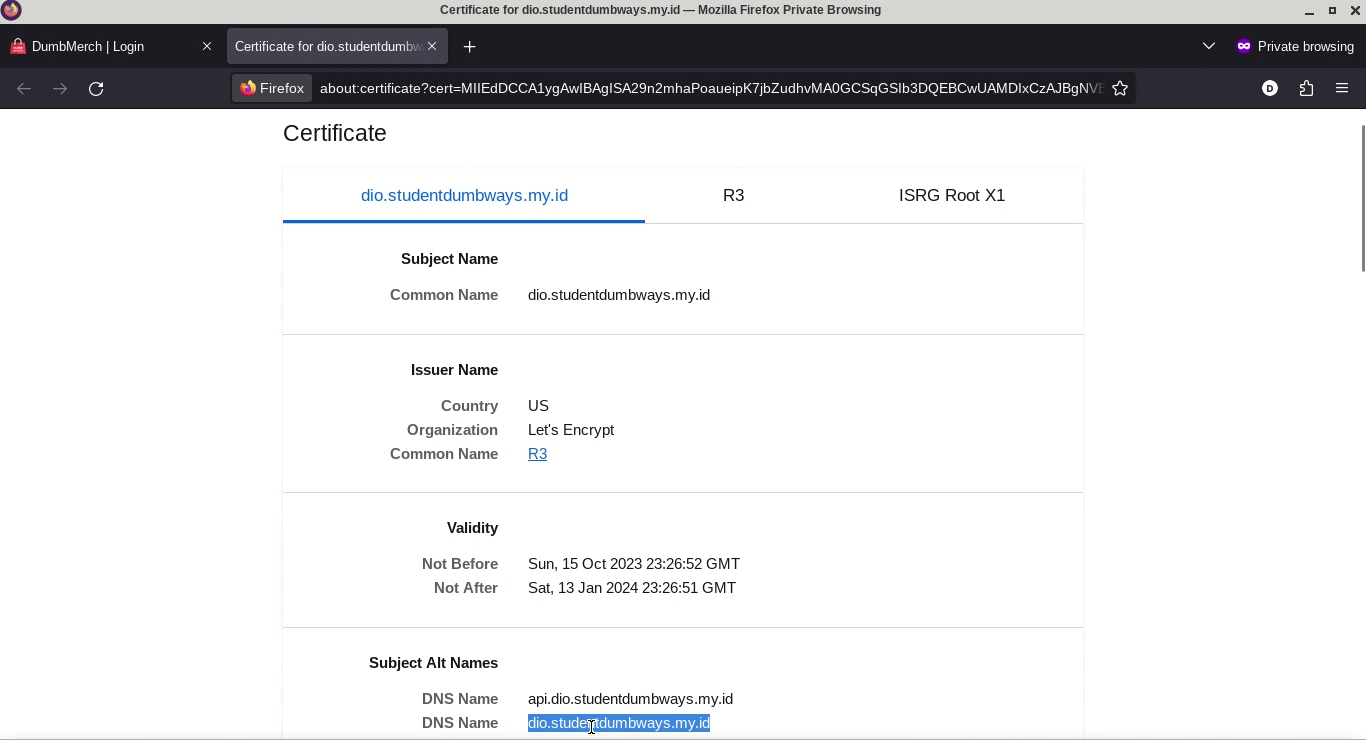 Certificate for dio.studentdumbways.my.id — Mozilla Firefox Private Browsing
DumbMerch | Login
Certificate for dio.studentdumbw
Private browsing
Firefox
about:certificate?cert=MIIEdDCCA1ygAwIBAgISA29n2mhaPoaueipK7jbZudhvMA0GCSqGSIb3DQEBCwUAMDIxCzAJBgNVE
D
Certificate
dio.studentdumbways.my.id
R3
ISRG Root X1
Subject Name
Common Name dio.studentdumbways.my.id
Issuer Name
Country US
Organization Let's Encrypt
Common Name R3
Validity
Not Before Sun, 15 Oct 2023 23:26:52 GMT
Not After Sat, 13 Jan 2024 23:26:51 GMT
Subject Alt Names
DNS Name api.dio.studentdumbways.my.id
DNS Name dio.studentdumbways.my.id